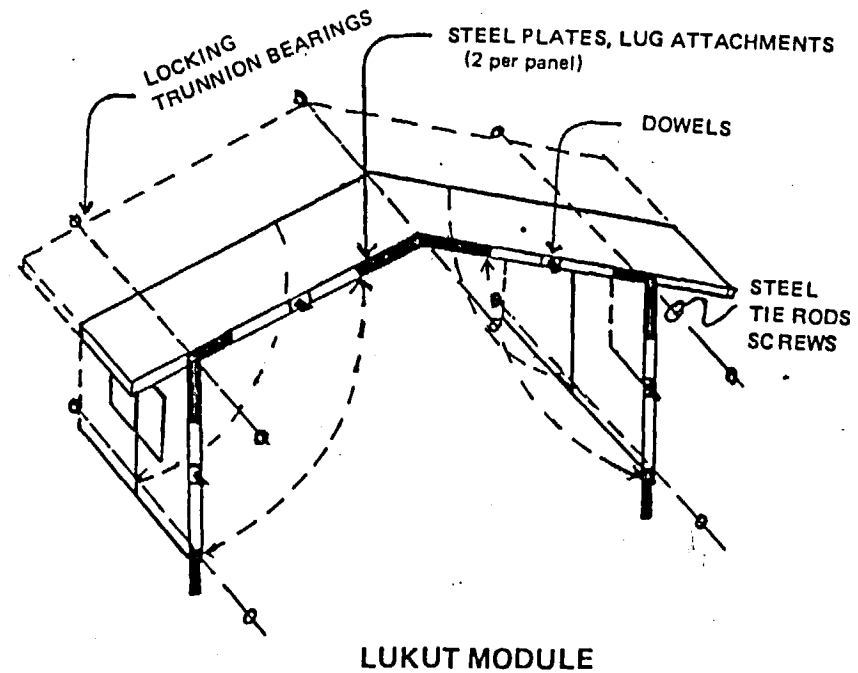 LOCKING
TRUNNION BEARINGS
STEEL PLATES, LUG ATTACHMENTS
(2 per panel)
DOWELS
STEEL
TIE RODS
SCREWS
LUKUT MODULE